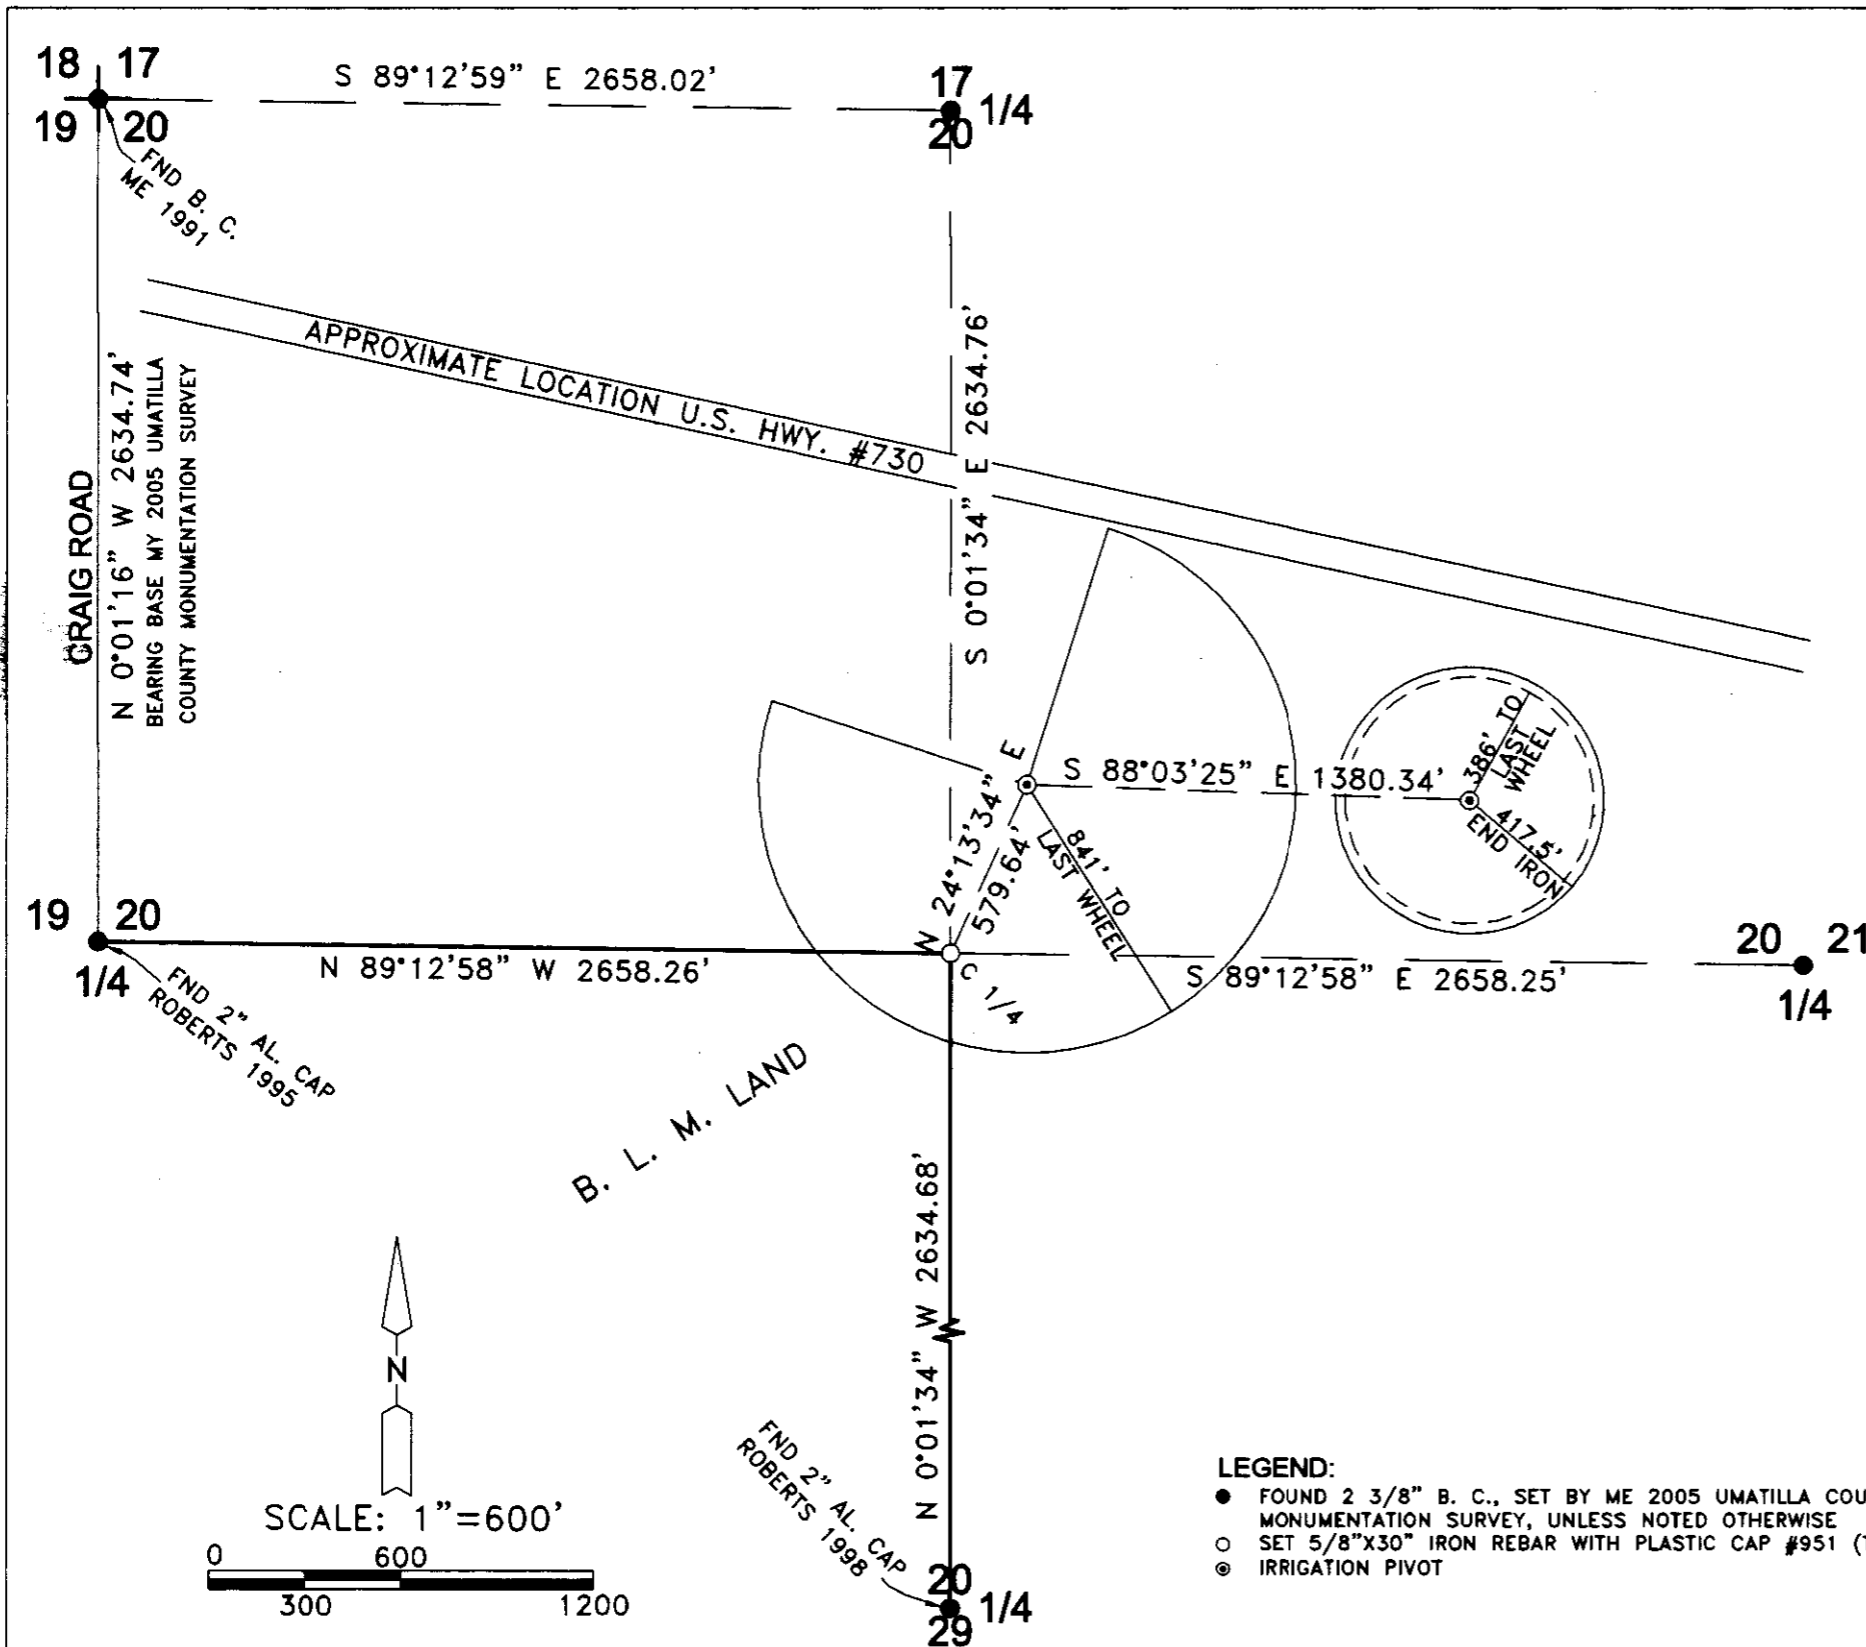 18 17
19 20
S 89°12'59" E 2658.02'
17
20
1/4
FND B. C.
ME 1991
APPROXIMATE LOCATION U.S. HWY. #730
CRAIG ROAD
N 0°01'16" W 2634.74'
BEARING BASE MY 2005 UMATILLA
COUNTY MONUMENTATION SURVEY
S 0°01'34" E 2634.76'
N 24°13'34" E
579.64'
S 88°03'25" E 1380.34'
841' TO
LAST WHEEL
386' TO
LAST
WHEEL
417.5'
END IRON
19 20
1/4
N 89°12'58" W 2658.26'
C 1/4
S 89°12'58" E 2658.25'
20 21
1/4
FND 2" AL. CAP
ROBERTS 1995
B. L. M. LAND
N 0°01'34" W 2634.68'
N
SCALE: 1"=600'
0 600
300 1200
FND 2" AL. CAP
ROBERTS 1998
20
29
1/4
LEGEND:
FOUND 2 3/8" B. C., SET BY ME 2005 UMATILLA COU
MONUMENTATION SURVEY, UNLESS NOTED OTHERWISE
SET 5/8"X30" IRON REBAR WITH PLASTIC CAP #951
IRRIGATION PIVOT